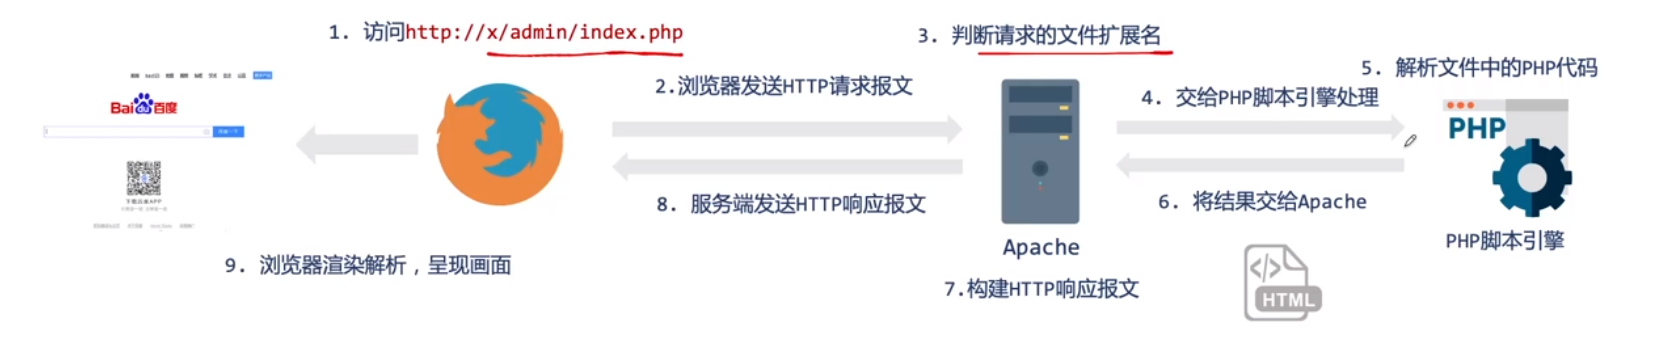 1. 访问http://x/admin/index.php
3. 判断请求的文件扩展名
5. 解析文件中的PHP代码
2.浏览器发送HTTP请求报文
4. 交给PHP脚本引擎处理
Bai du 百度
百度一下
PHP
8. 服务端发送HTTP响应报文
6. 将结果交给Apache
Apache
PHP脚本引擎
9. 浏览器渲染解析，呈现画面
7.构建HTTP响应报文
</>
HTML